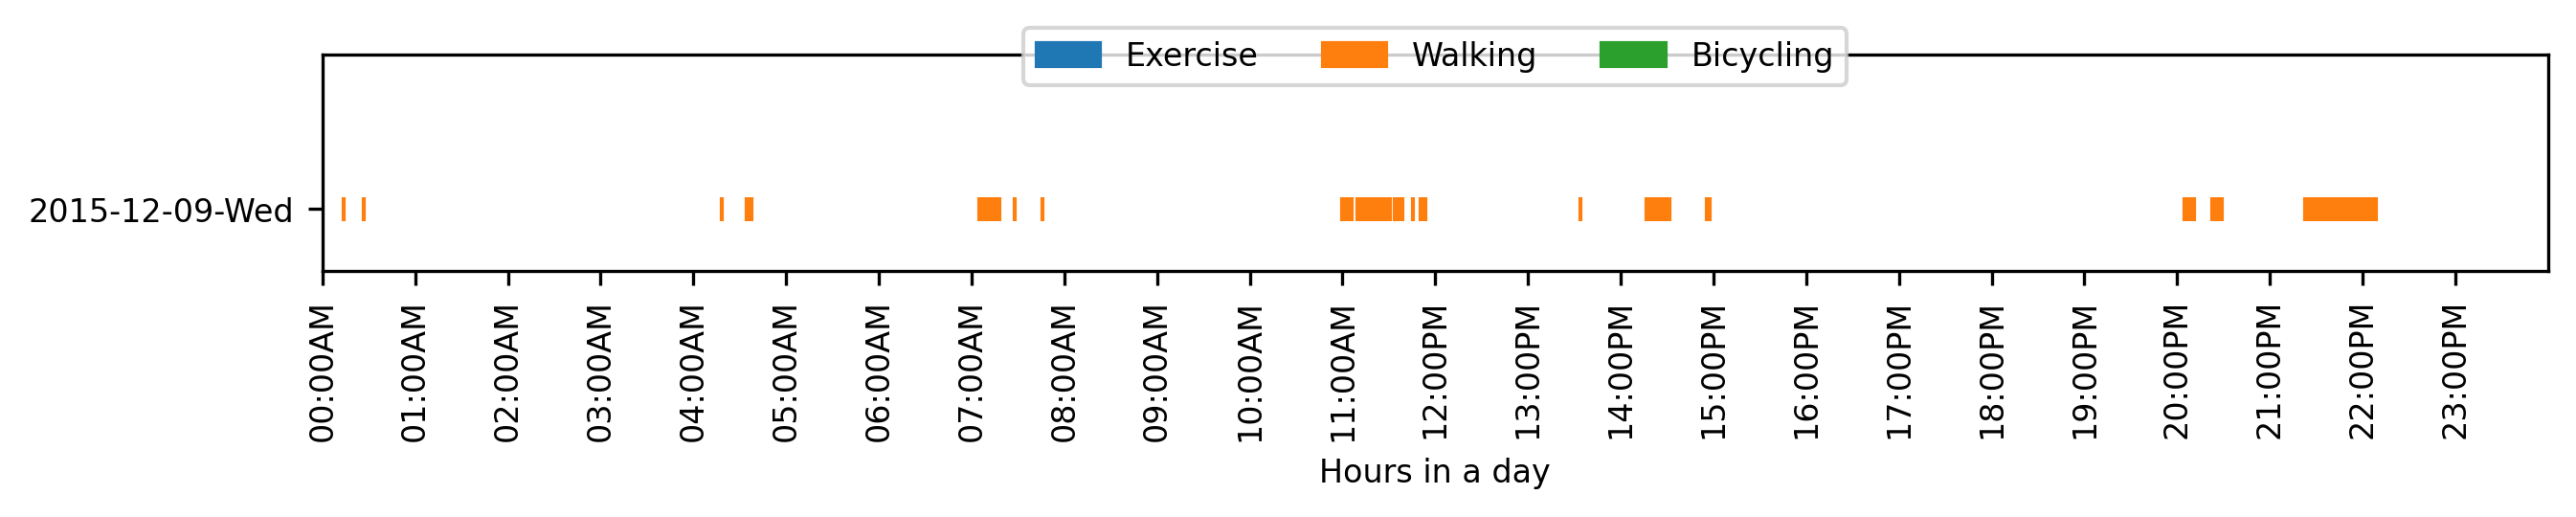 Exercise Walking Bicycling
2015-12-09-Wed
00:00AM
01:00AM
02:00AM
03:00AM
04:00AM
05:00AM
06:00AM
07:00AM
08:00AM
09:00AM
10:00AM
11:00AM
12:00PM
13:00PM
14:00PM
15:00PM
16:00PM
17:00PM
18:00PM
19:00PM
20:00PM
21:00PM
22:00PM
23:00PM
Hours in a day